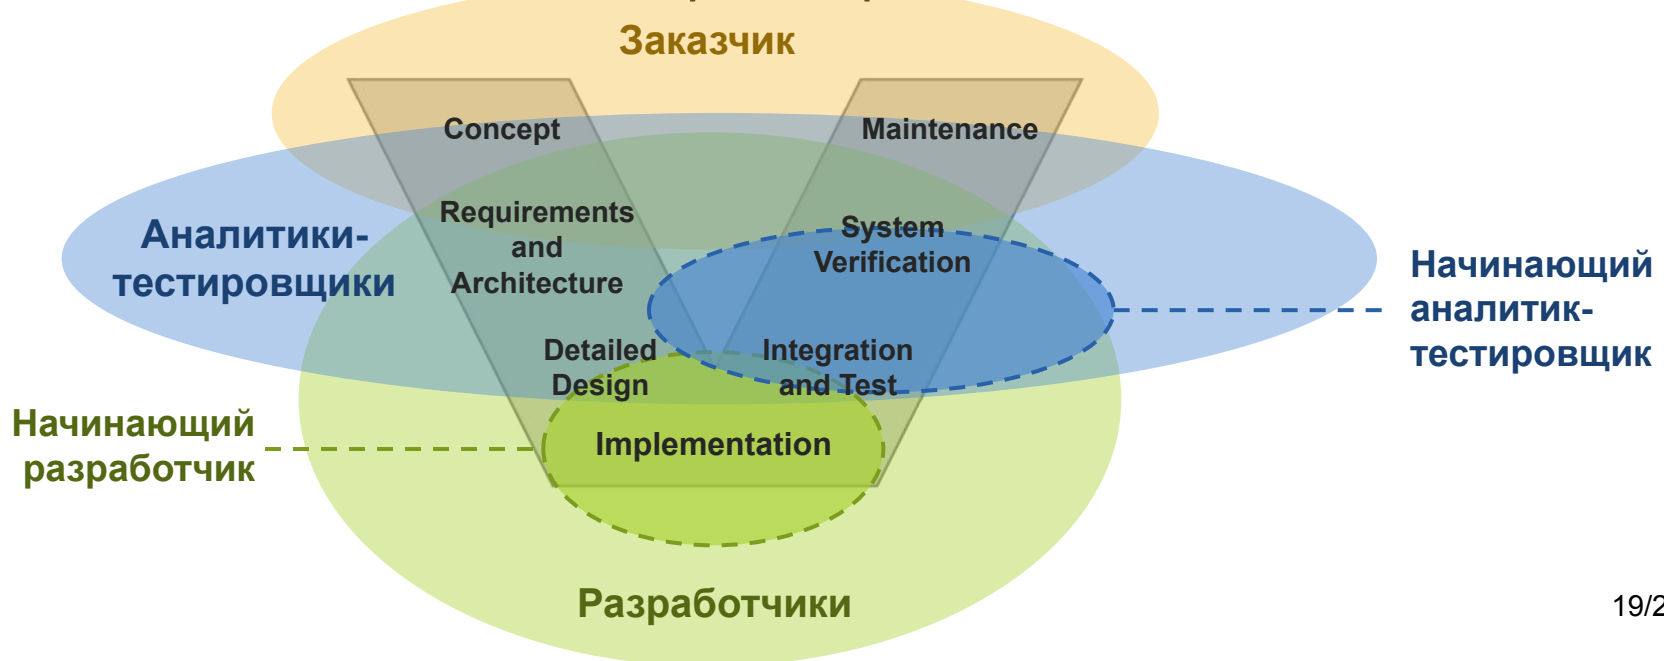 Заказчик
Concept
Maintenance
Requirements
and
Architecture
System
Verification
Аналитики-
тестировщики
Начинающий
аналитик-
тестировщик
Detailed
Design
Integration
and Test
Начинающий
разработчик
Implementation
Разработчики
19/2